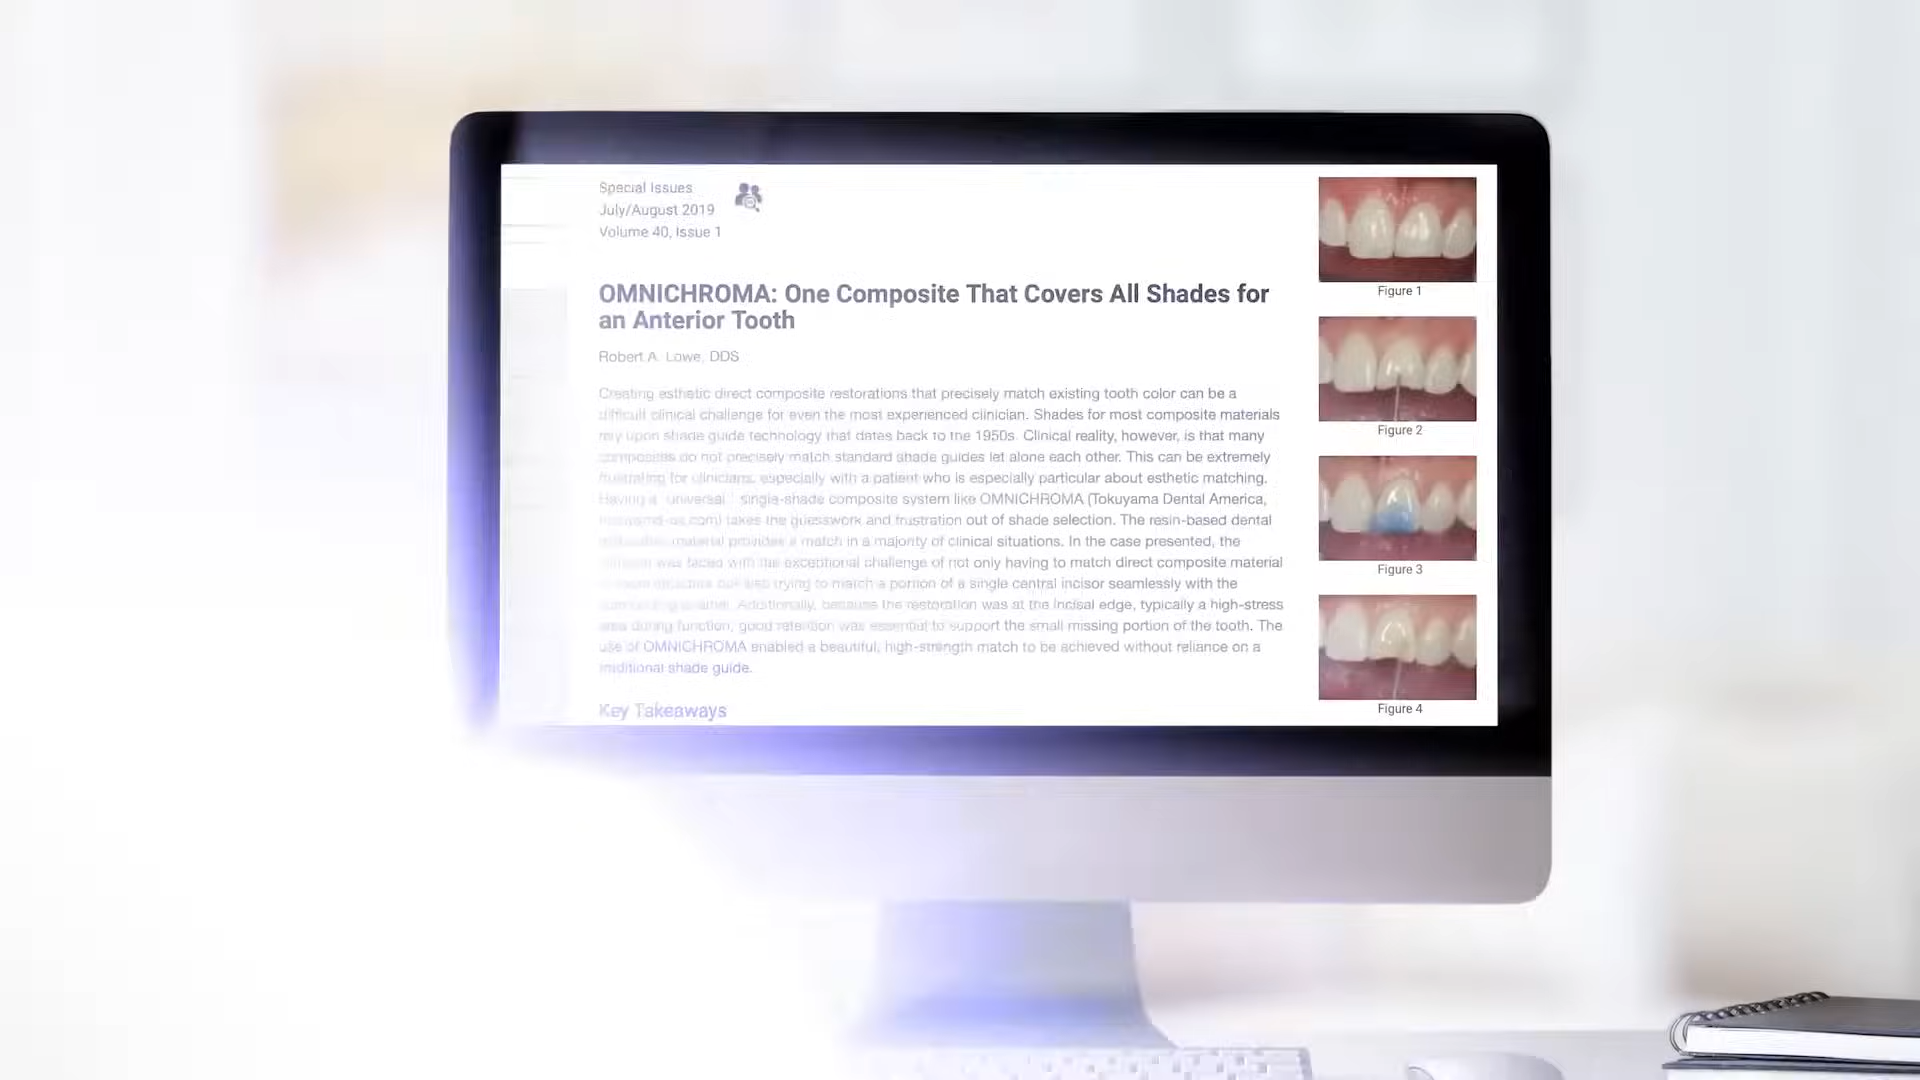 Special Issues
July/August 2019
Volume 40, Issue 1
OMNICHROMA: One Composite That Covers All Shades for
an Anterior Tooth
Robert A. Lowe, DDS
Creating esthetic direct composite restorations that precisely match existing tooth color can be a
difficult clinical challenge for even the most experienced clinician. Shades for most composite materials
rely upon shade guide technology that dates back to the 1950s. Clinical reality, however, is that many
composites do not precisely match standard shade guides let alone each other. This can be extremely
frustrating for clinicians, especially with a patient who is especially particular about esthetic matching.
Having a "universal," single-shade composite system like OMNICHROMA (Tokuyama Dental America,
takes the guesswork and frustration out of shade selection. The resin-based dental
material provides a match in a majority of clinical situations. In the case presented, the
was faced with the exceptional challenge of not only having to match direct composite material
but also trying to match a portion of a single central incisor seamlessly with the
Additionally, because the restoration was at the incisal edge, typically a high-stress
area during function, good retention was essential to support the small missing portion of the tooth. The
use of OMNICHROMA enabled a beautiful, high-strength match to be achieved without reliance on a
traditional shade guide.
Key Takeaways
Figure 1
Figure 2
Figure 3
Figure 4